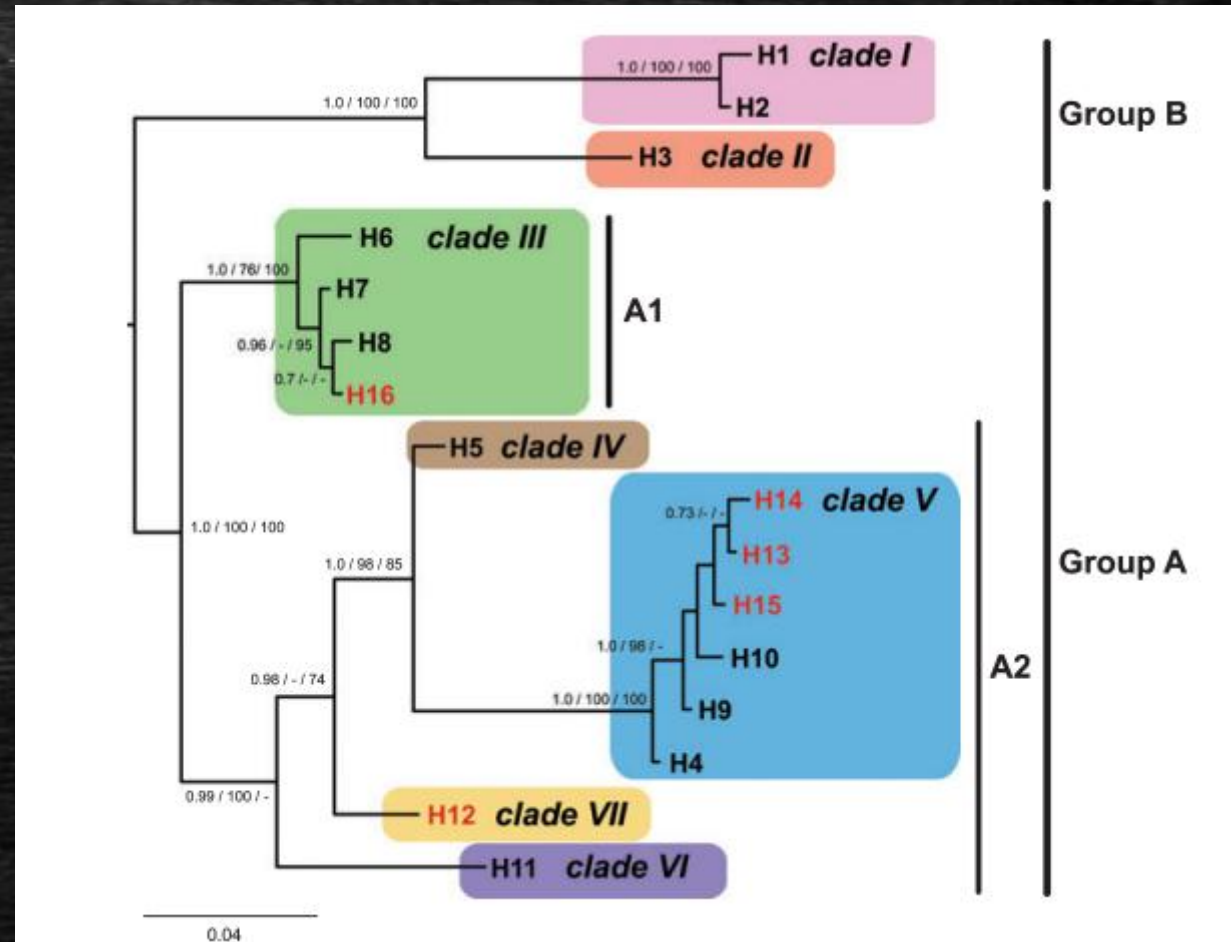 H1 clade I
1.0 / 100 / 100
1.0 / 100 / 100
H2
Group B
H3 clade II
H6 clade III
1.0 / 76/ 100
H7
A1
H8
0.96 / - / 95
0.7 /- / -
H16
H5 clade IV
H14 clade V
0.73 /- / -
1.0 / 100 / 100
H13
1.0 / 98 / 85
Group A
H15
1.0 / 98 / -
H10
A2
0.98 / - / 74
1.0 / 100 / 100
H9
H4
0.99 / 100 / -
H12 clade VII
H11 clade VI
0.04